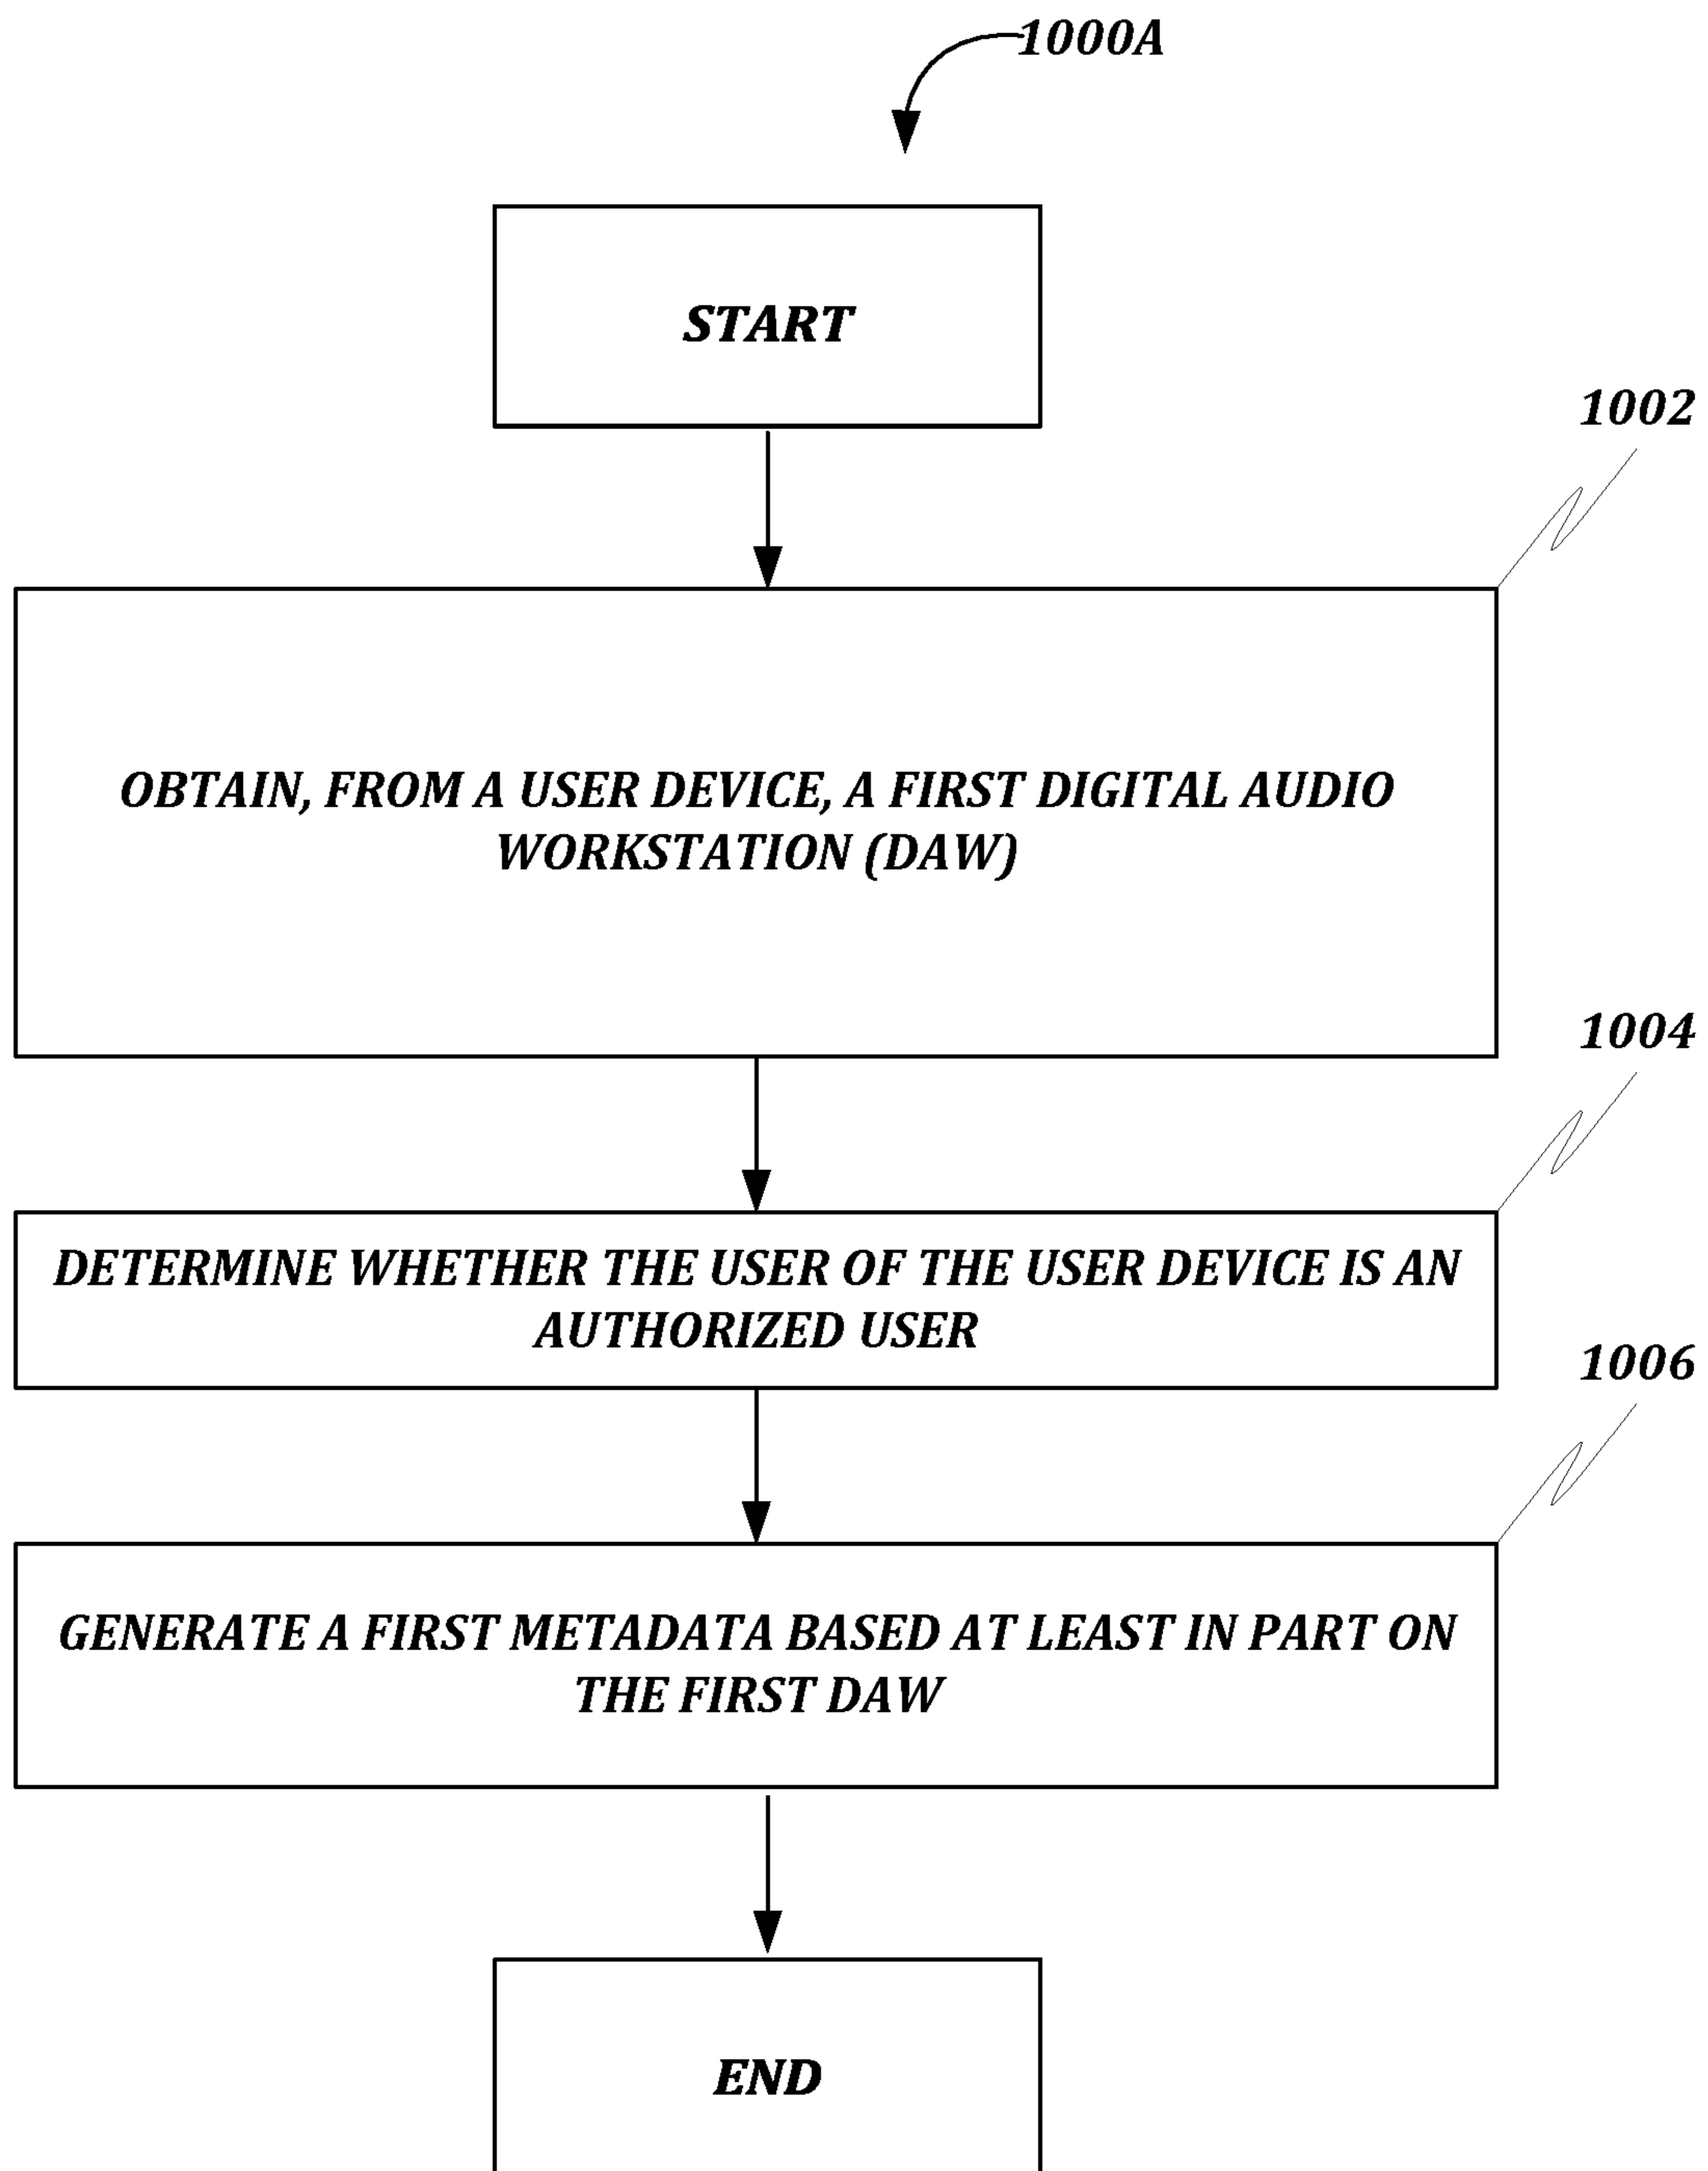 1000A
START
1002
OBTAIN, FROM A USER DEVICE, A FIRST DIGITAL AUDIO
WORKSTATION (DAW)
1004
DETERMINE WHETHER THE USER OF THE USER DEVICE IS AN
AUTHORIZED USER
1006
GENERATE A FIRST METADATA BASED AT LEAST IN PART ON
THE FIRST DAW
END